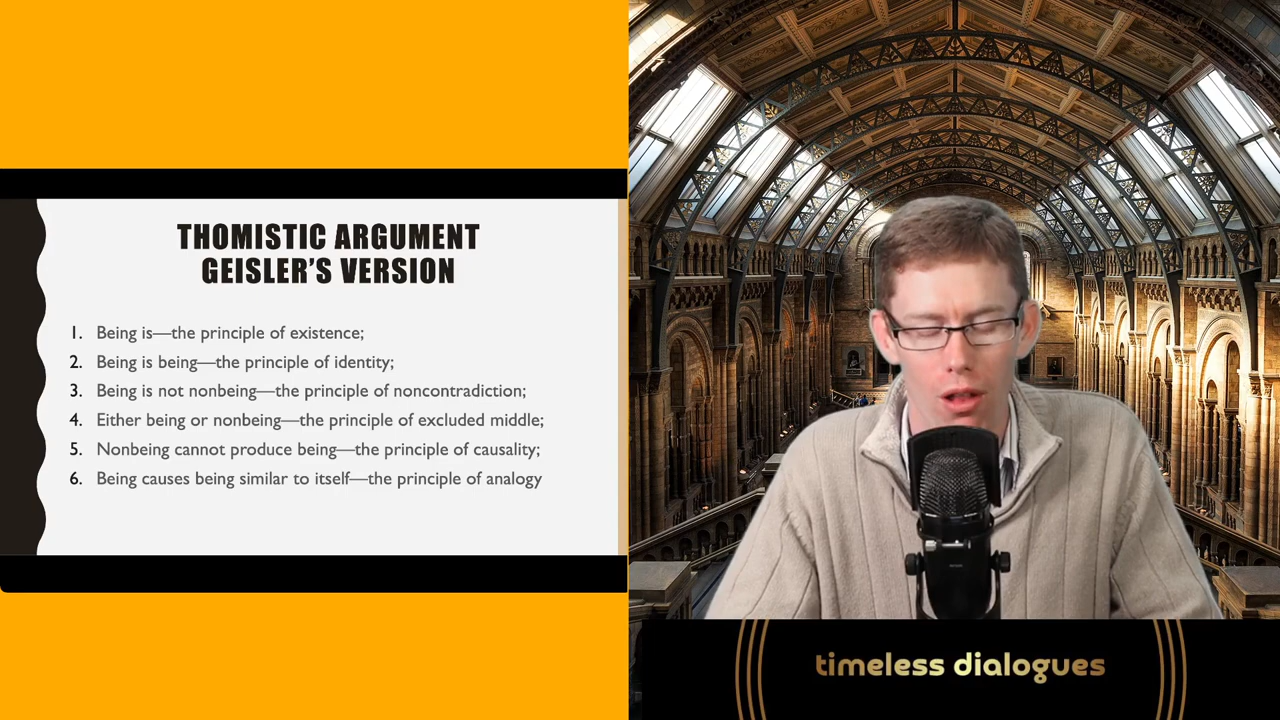 THOMISTIC ARGUMENT
GEISLER'S VERSION
1. Being is—the principle of existence;
2. Being is being—the principle of identity;
3. Being is not nonbeing—the principle of noncontradiction;
4. Either being or nonbeing—the principle of excluded middle;
5. Nonbeing cannot produce being—the principle of causality;
6. Being causes being similar to itself—the principle of analogy
timeless dialogues